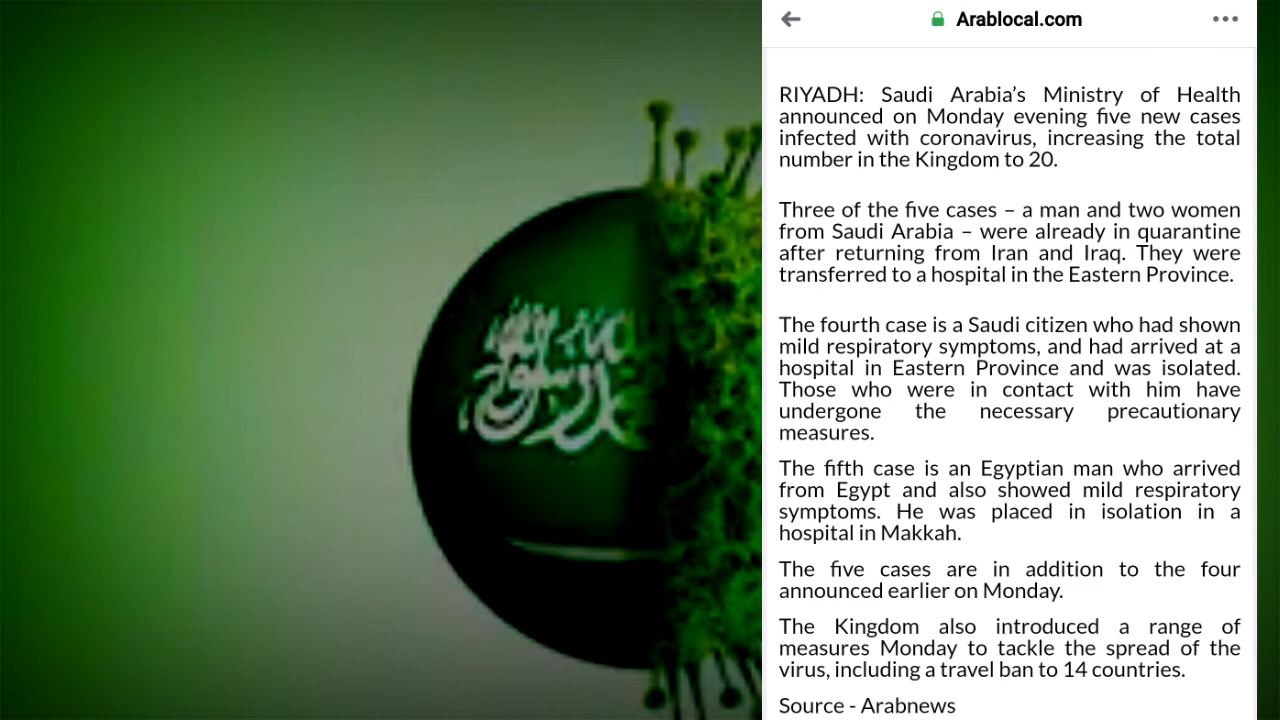 Arablocal.com
RIYADH: Saudi Arabia’s Ministry of Health
announced on Monday evening five new cases
infected with coronavirus, increasing the total
number in the Kingdom to 20.
Three of the five cases – a man and two women
from Saudi Arabia – were already in quarantine
after returning from Iran and Iraq. They were
transferred to a hospital in the Eastern Province.
The fourth case is a Saudi citizen who had shown
mild respiratory symptoms, and had arrived at a
hospital in Eastern Province and was isolated.
Those who were in contact with him have
undergone the necessary precautionary
measures.
The fifth case is an Egyptian man who arrived
from Egypt and also showed mild respiratory
symptoms. He was placed in isolation in a
hospital in Makkah.
The five cases are in addition to the four
announced earlier on Monday.
The Kingdom also introduced a range of
measures Monday to tackle the spread of the
virus, including a travel ban to 14 countries.
Source - Arabnews